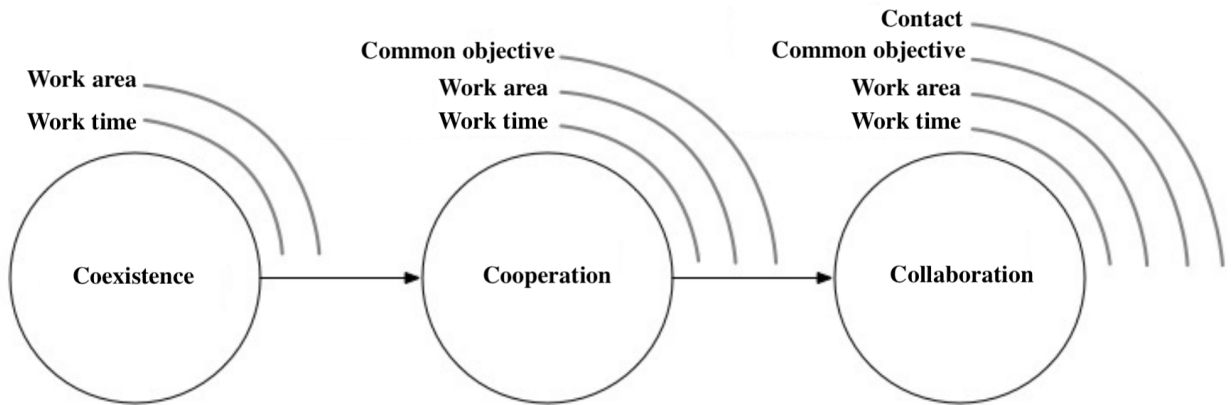 Work area
Work time
Coexistence
Common objective
Work area
Work time
Cooperation
Contact
Common objective
Work area
Work time
Collaboration